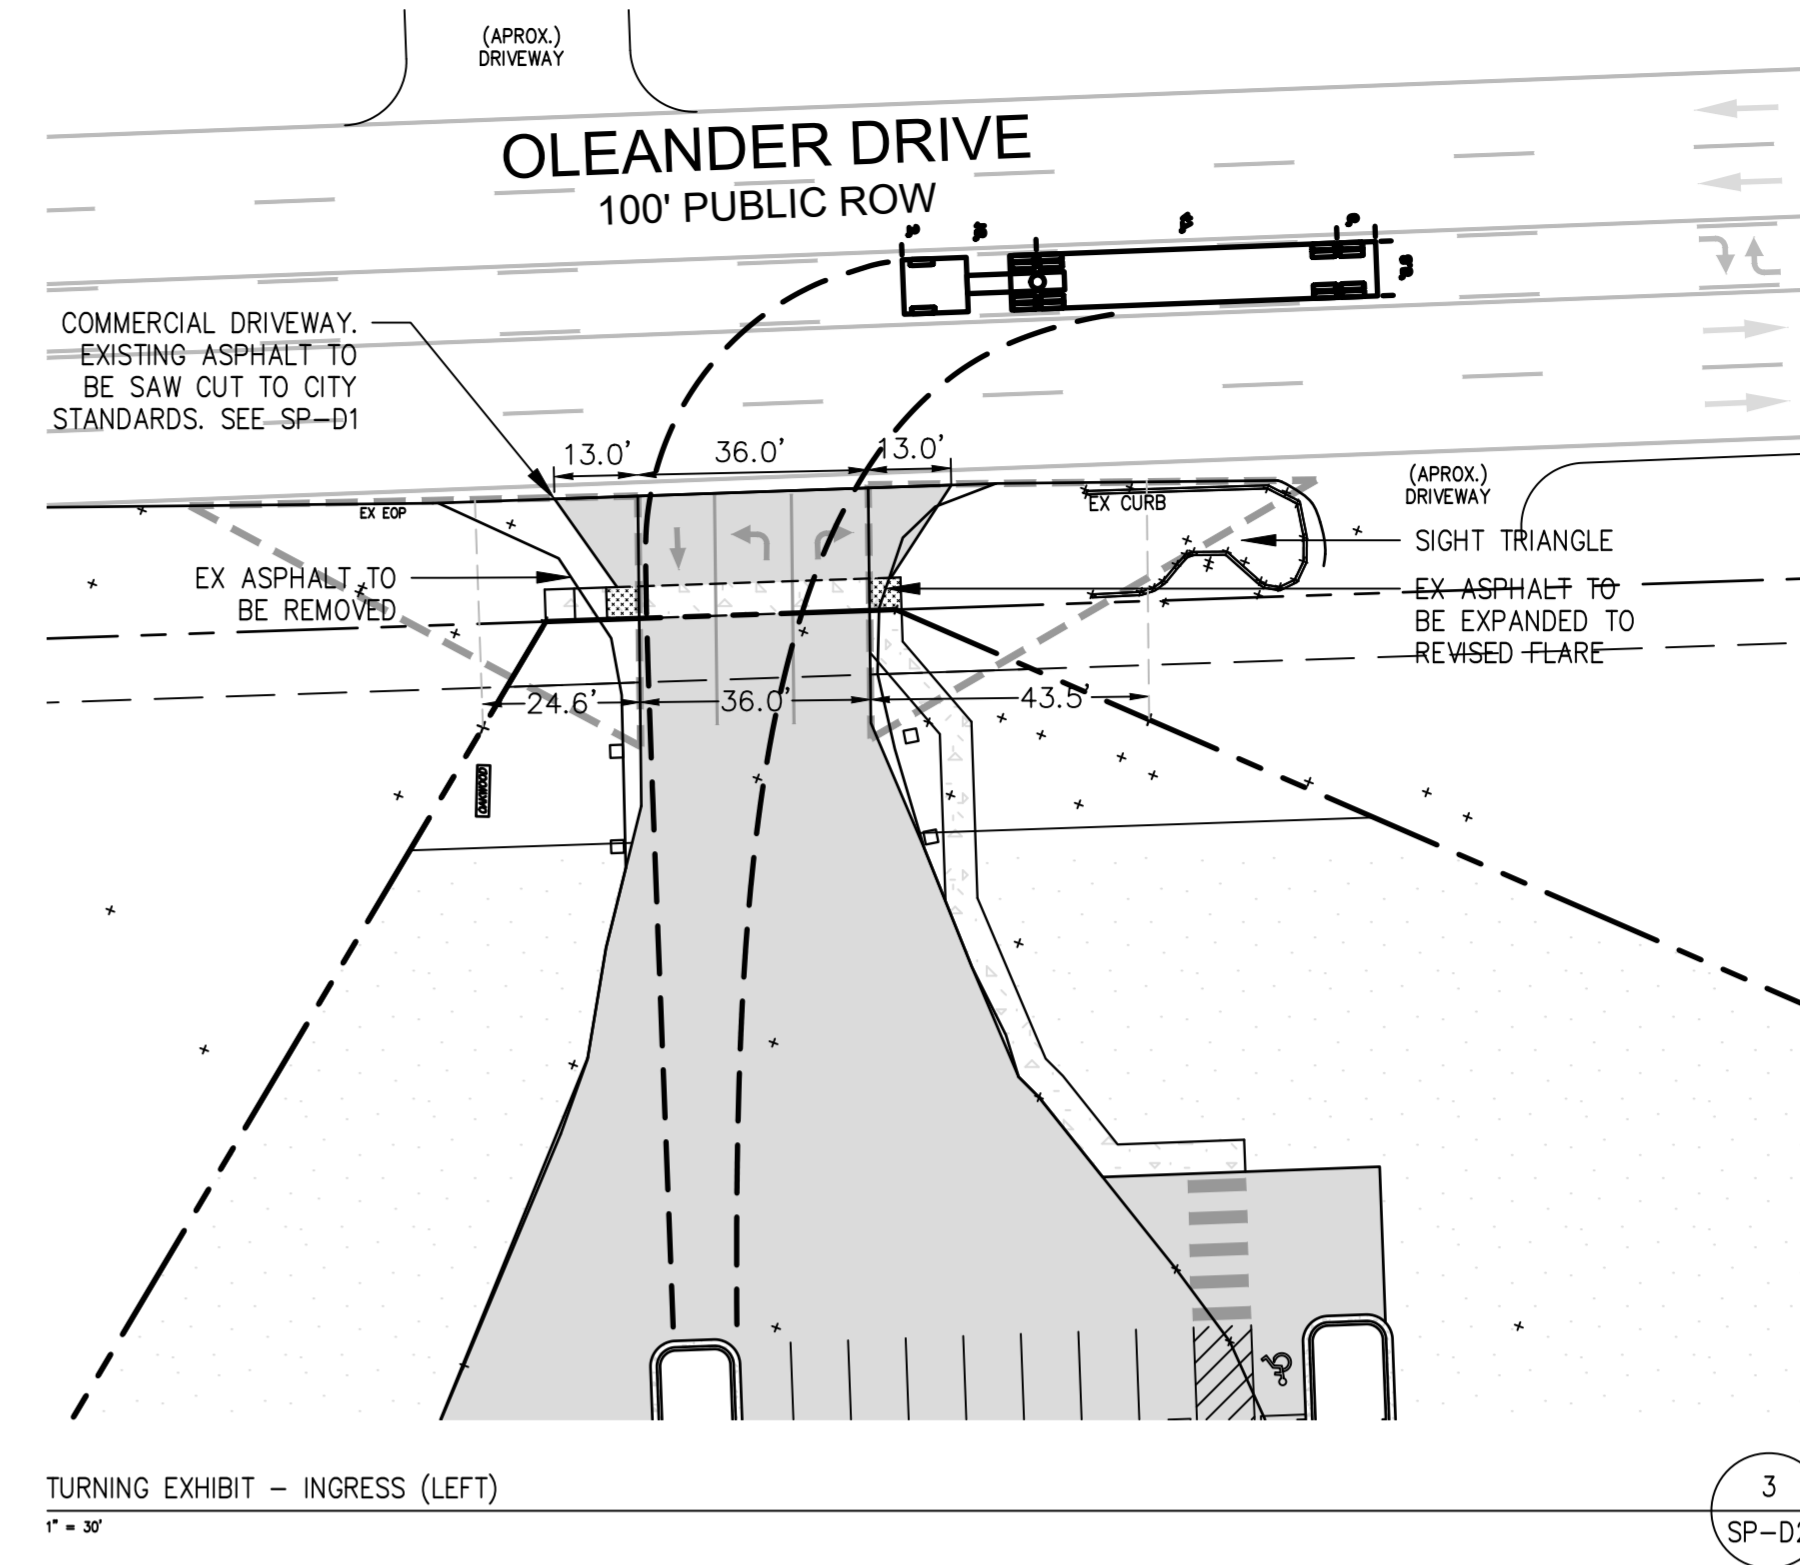 (APROX.)
DRIVEWAY
OLEANDER DRIVE
100' PUBLIC ROW
COMMERCIAL DRIVEWAY.
EXISTING ASPHALT TO
BE SAW CUT TO CITY
STANDARDS. SEE SP-D1
13.0'
36.0'
13.0'
EX EOP
EX CURB
(APROX.)
DRIVEWAY
SIGHT TRIANGLE
EX ASPHALT TO
BE REMOVED
EX ASPHALT TO
BE EXPANDED TO
REVISED FLARE
24.6'
36.0'
43.5'
OAKWOOD
TURNING EXHIBIT – INGRESS (LEFT)
1" = 30'
3
SP-D2